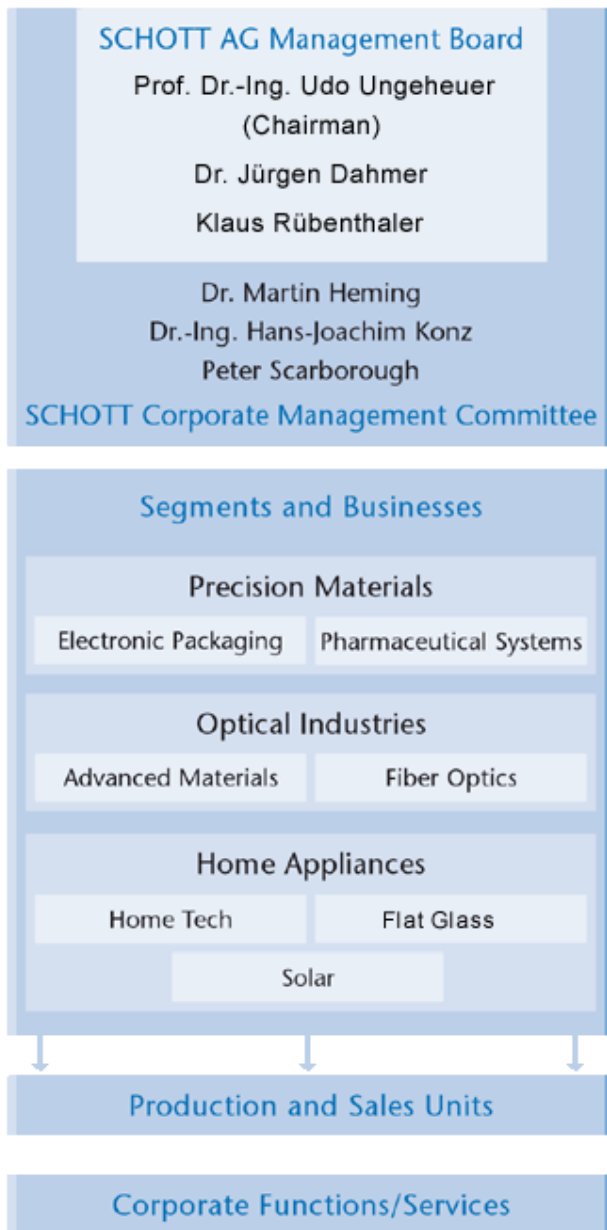 SCHOTT AG Management Board
Prof. Dr.-Ing. Udo Ungeheuer
(Chairman)
Dr. Jürgen Dahmer
Klaus Rübenthaler
Dr. Martin Heming
Dr.-Ing. Hans-Joachim Konz
Peter Scarborough
SCHOTT Corporate Management Committee
Segments and Businesses
Precision Materials
Electronic Packaging
Pharmaceutical Systems
Optical Industries
Advanced Materials
Fiber Optics
Home Appliances
Home Tech
Flat Glass
Solar
Production and Sales Units
Corporate Functions/Services